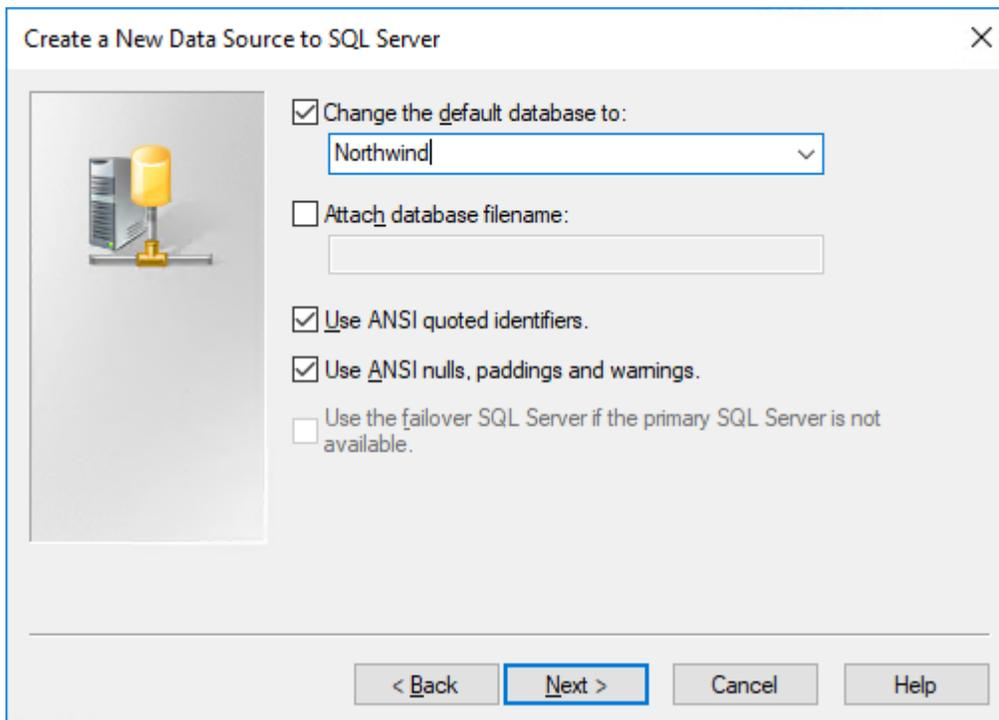 Create a New Data Source to SQL Server
Change the default database to:
Northwind
Attach database filename:
Use ANSI quoted identifiers.
Use ANSI nulls, paddings and warnings.
Use the failover SQL Server if the primary SQL Server is not
available.
< Back
Next >
Cancel
Help